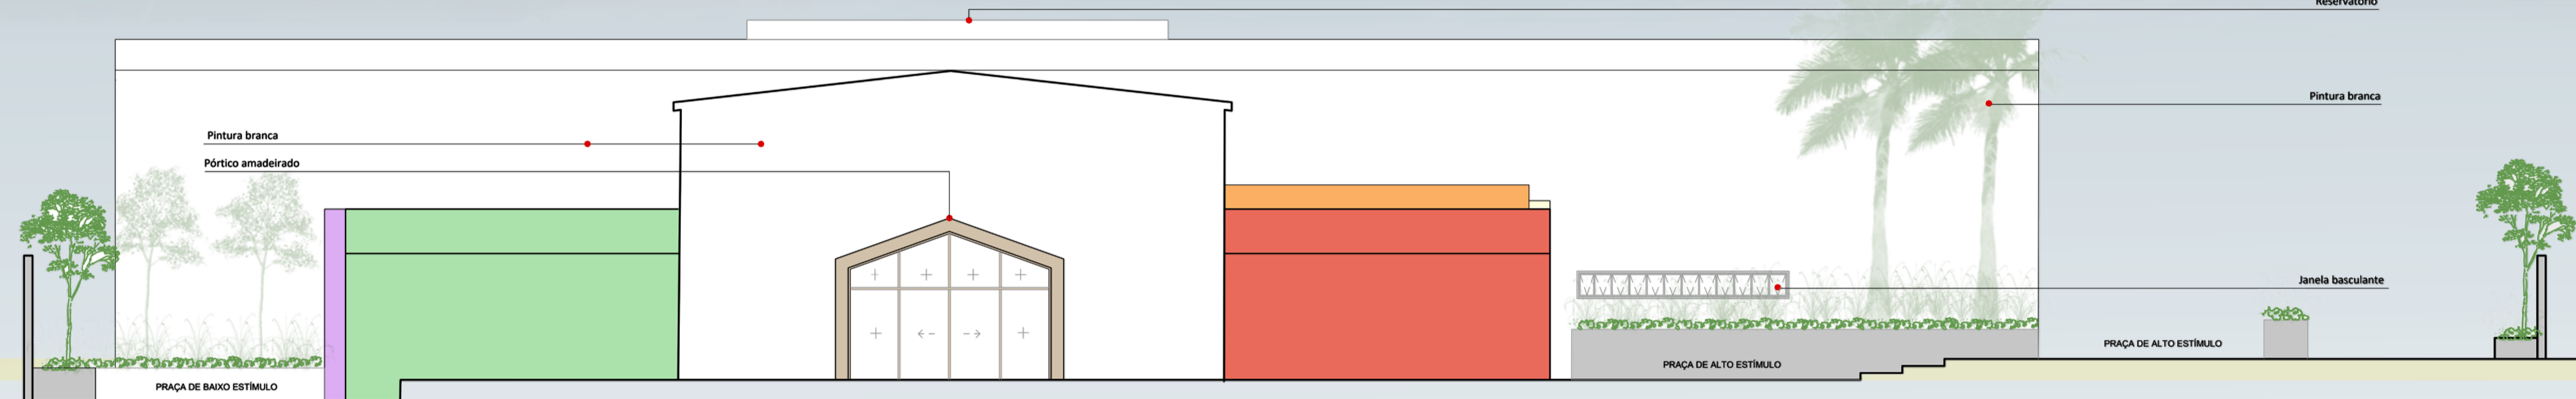 Reservatório
Pintura branca
Pintura branca
Pórtico amadeirado
Janela basculante
PRAÇA DE ALTO ESTÍMULO
PRAÇA DE ALTO ESTÍMULO
PRAÇA DE BAIXO ESTÍMULO